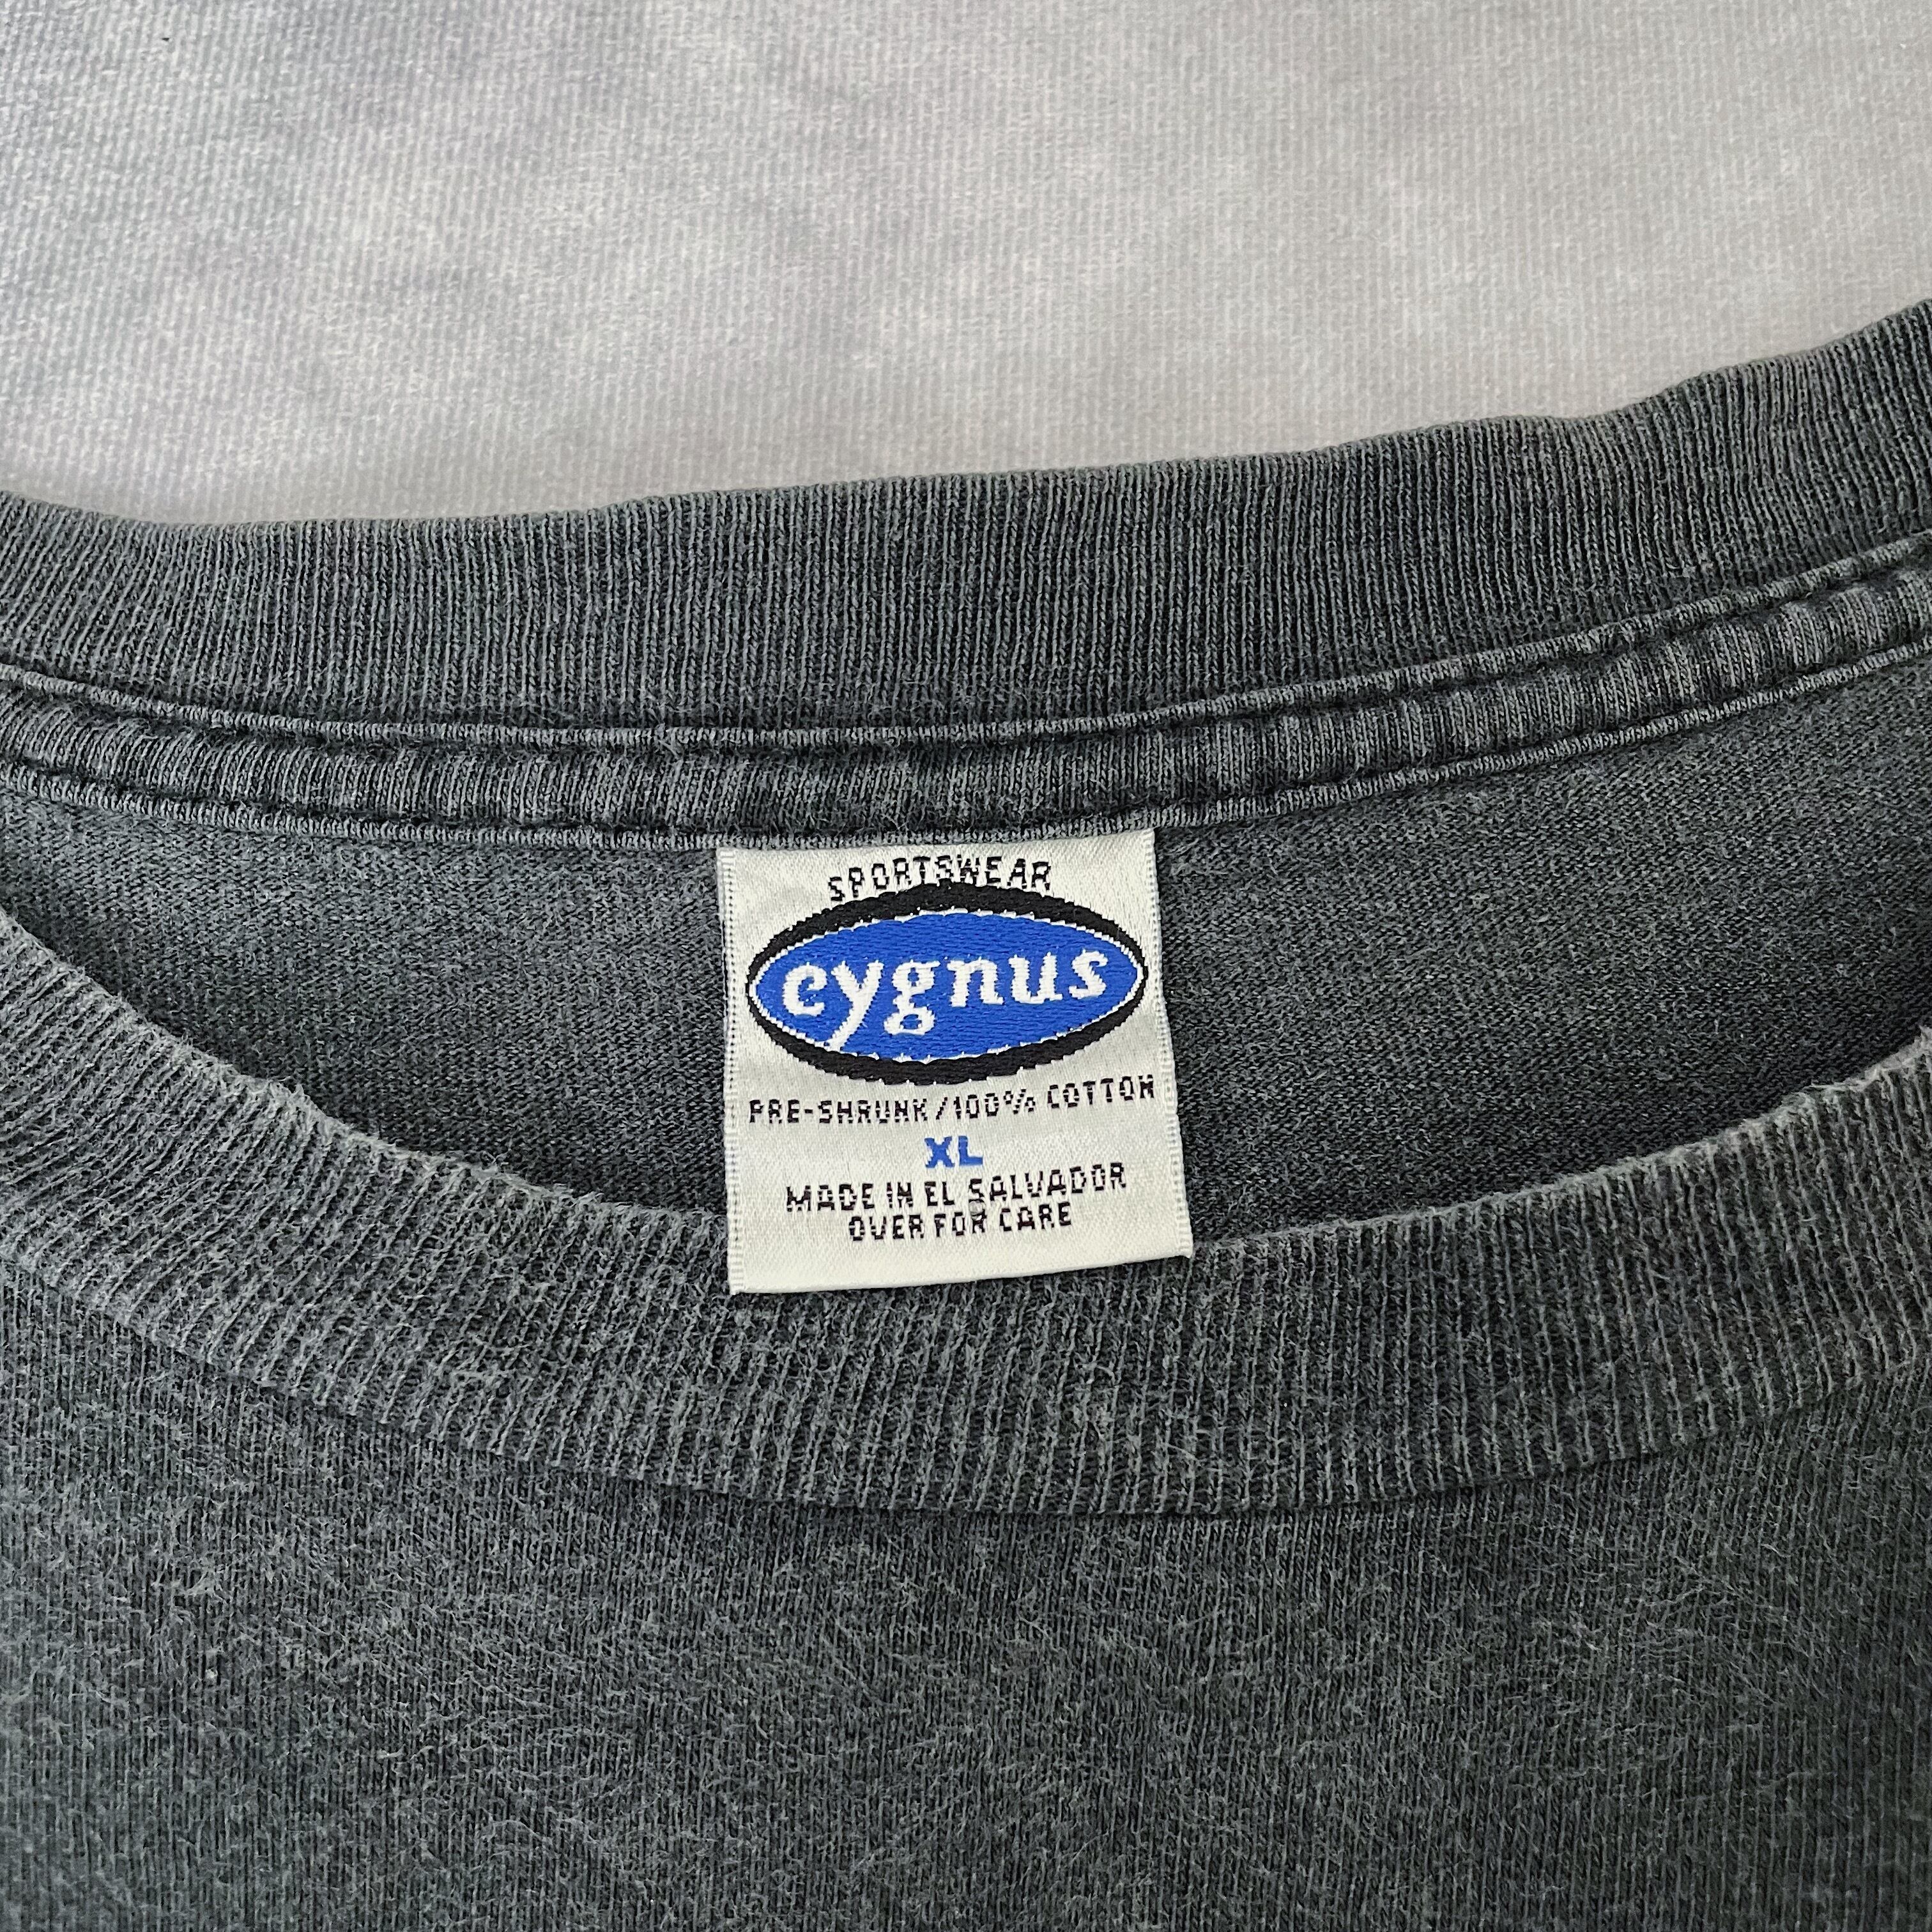 SPORTSWEAR
cygnus
PRE-SHRUNK/100% COTTON
XL
MADE IN EL SALVADOR
OVER FOR CARE